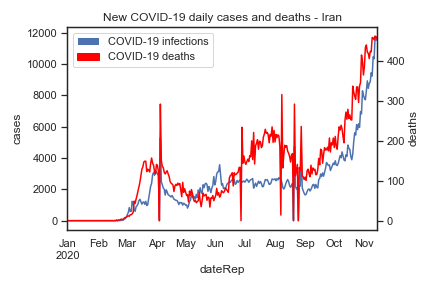 New COVID-19 daily cases and deaths - Iran
COVID-19 infections
COVID-19 deaths
12000
10000
8000
6000
4000
2000
0
cases
400
300
200
100
0
deaths
Jan Feb Mar Apr May Jun Jul Aug Sep Oct Nov
2020
dateRep